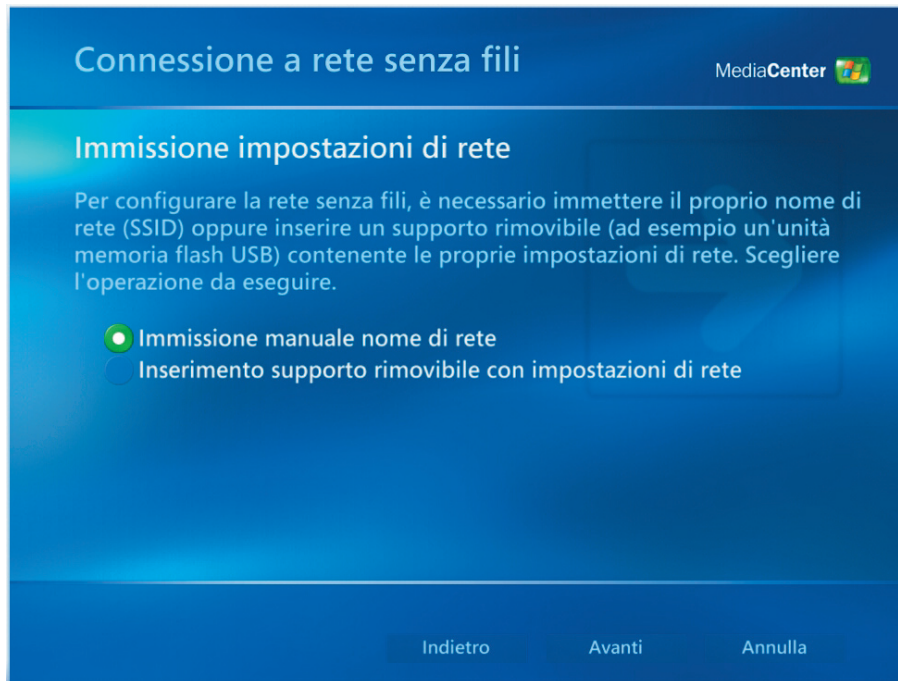 Connessione a rete senza fili
MediaCenter
Immissione impostazioni di rete
Per configurare la rete senza fili, è necessario immettere il proprio nome di
rete (SSID) oppure inserire un supporto rimovibile (ad esempio un'unità
memoria flash USB) contenente le proprie impostazioni di rete. Scegliere
l'operazione da eseguire.
Immissione manuale nome di rete
Inserimento supporto rimovibile con impostazioni di rete
Indietro
Avanti
Annulla